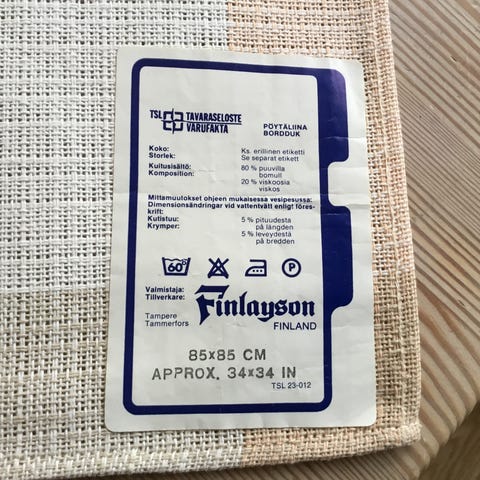 TSL TAVARASELOSTE
VARUFAKTA
PÖYTÄLIINA
BORDDUK
Koko: Ks. erillinen etiketti
Storlek: Se separat etikett
Kuitusisältö: 80 % puuvilla
Komposition: bomull
20 % viskoosia
viskos
Mittamuutokset ohjeen mukaisessa vesipesussa:
Dimensionsändringar vid vattentvätt enligtföres-
krift:
Kutistuu: 5 % pituudesta
Krymper: på längden
5 % leveydestä
på bredden
60°
P
Valmistaja:
Tillverkare:
Finlayson
Tampere FINLAND
Tammerfors
85x85 CM
APPROX. 34x34 IN
TSL 23-012